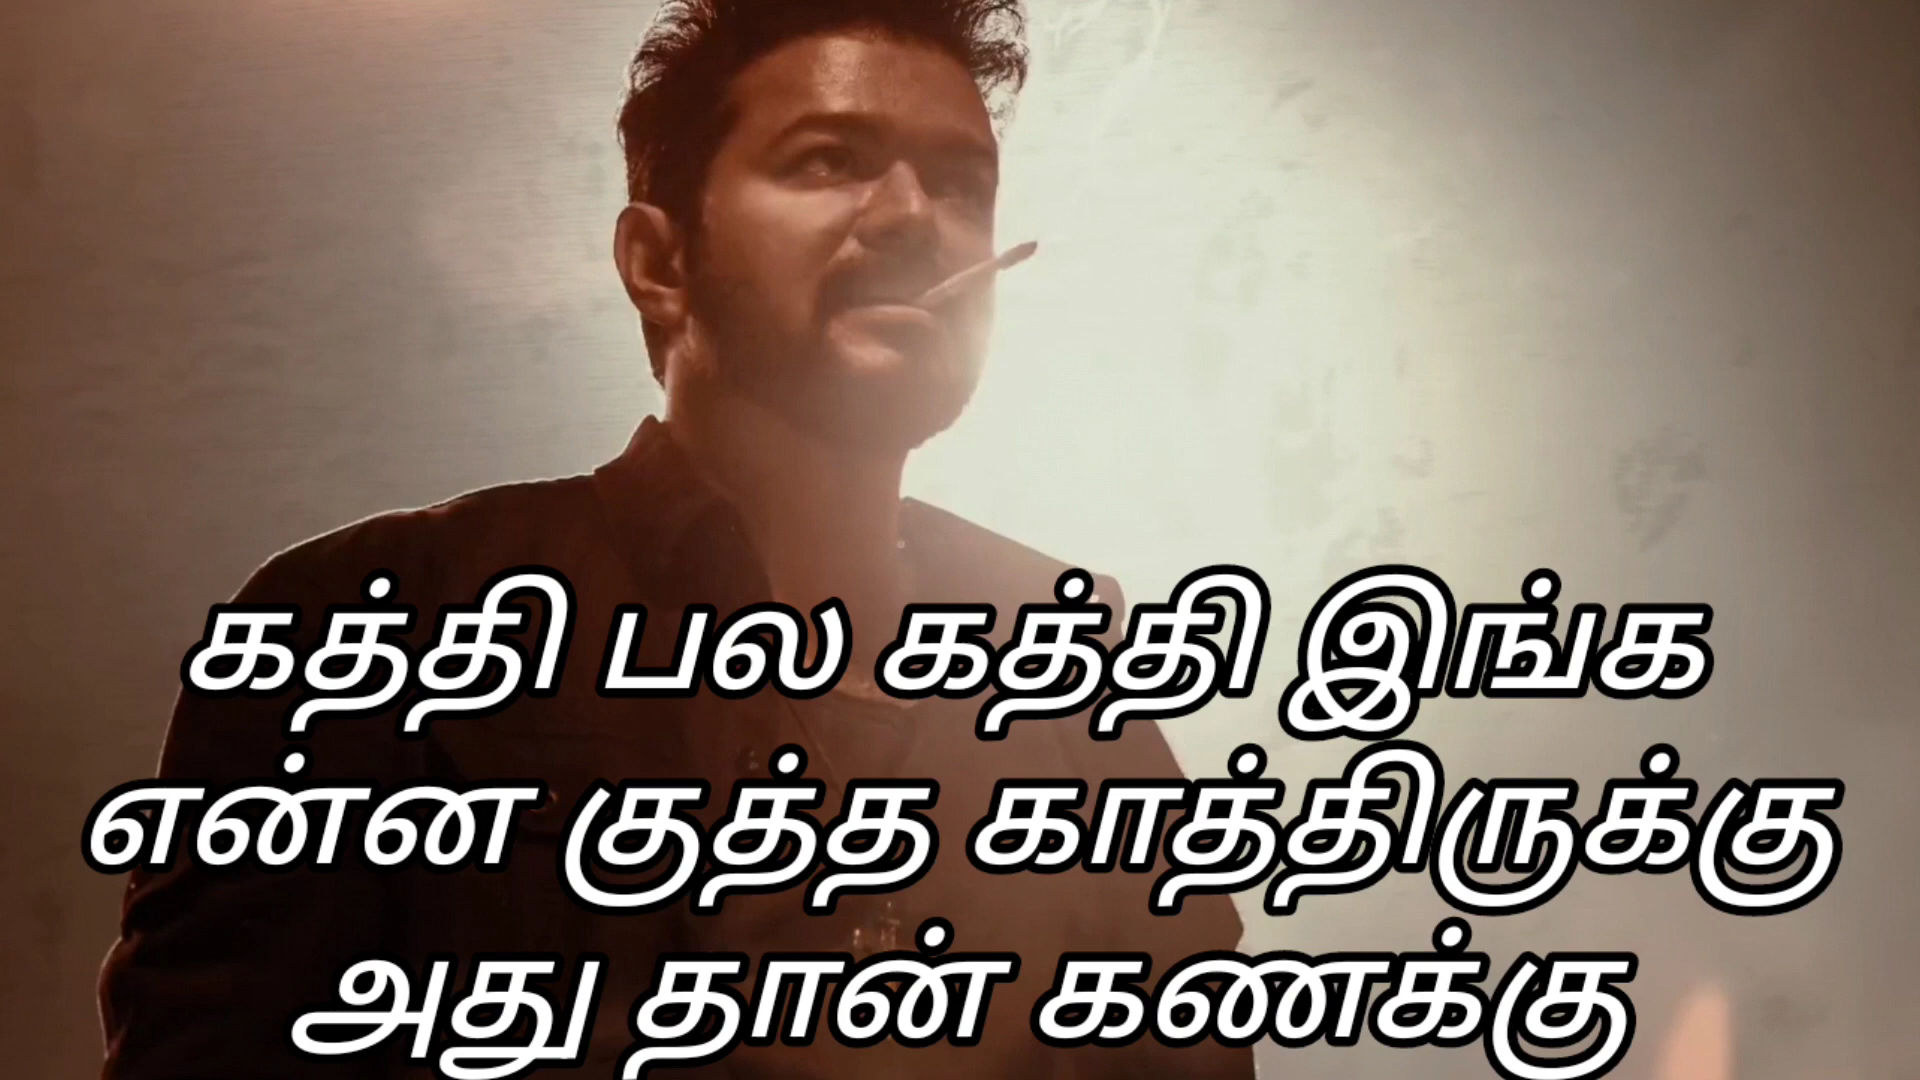 கத்தி பல கத்தி இங்க
என்ன குத்த காத்திருக்கு
அது தான் கணக்கு